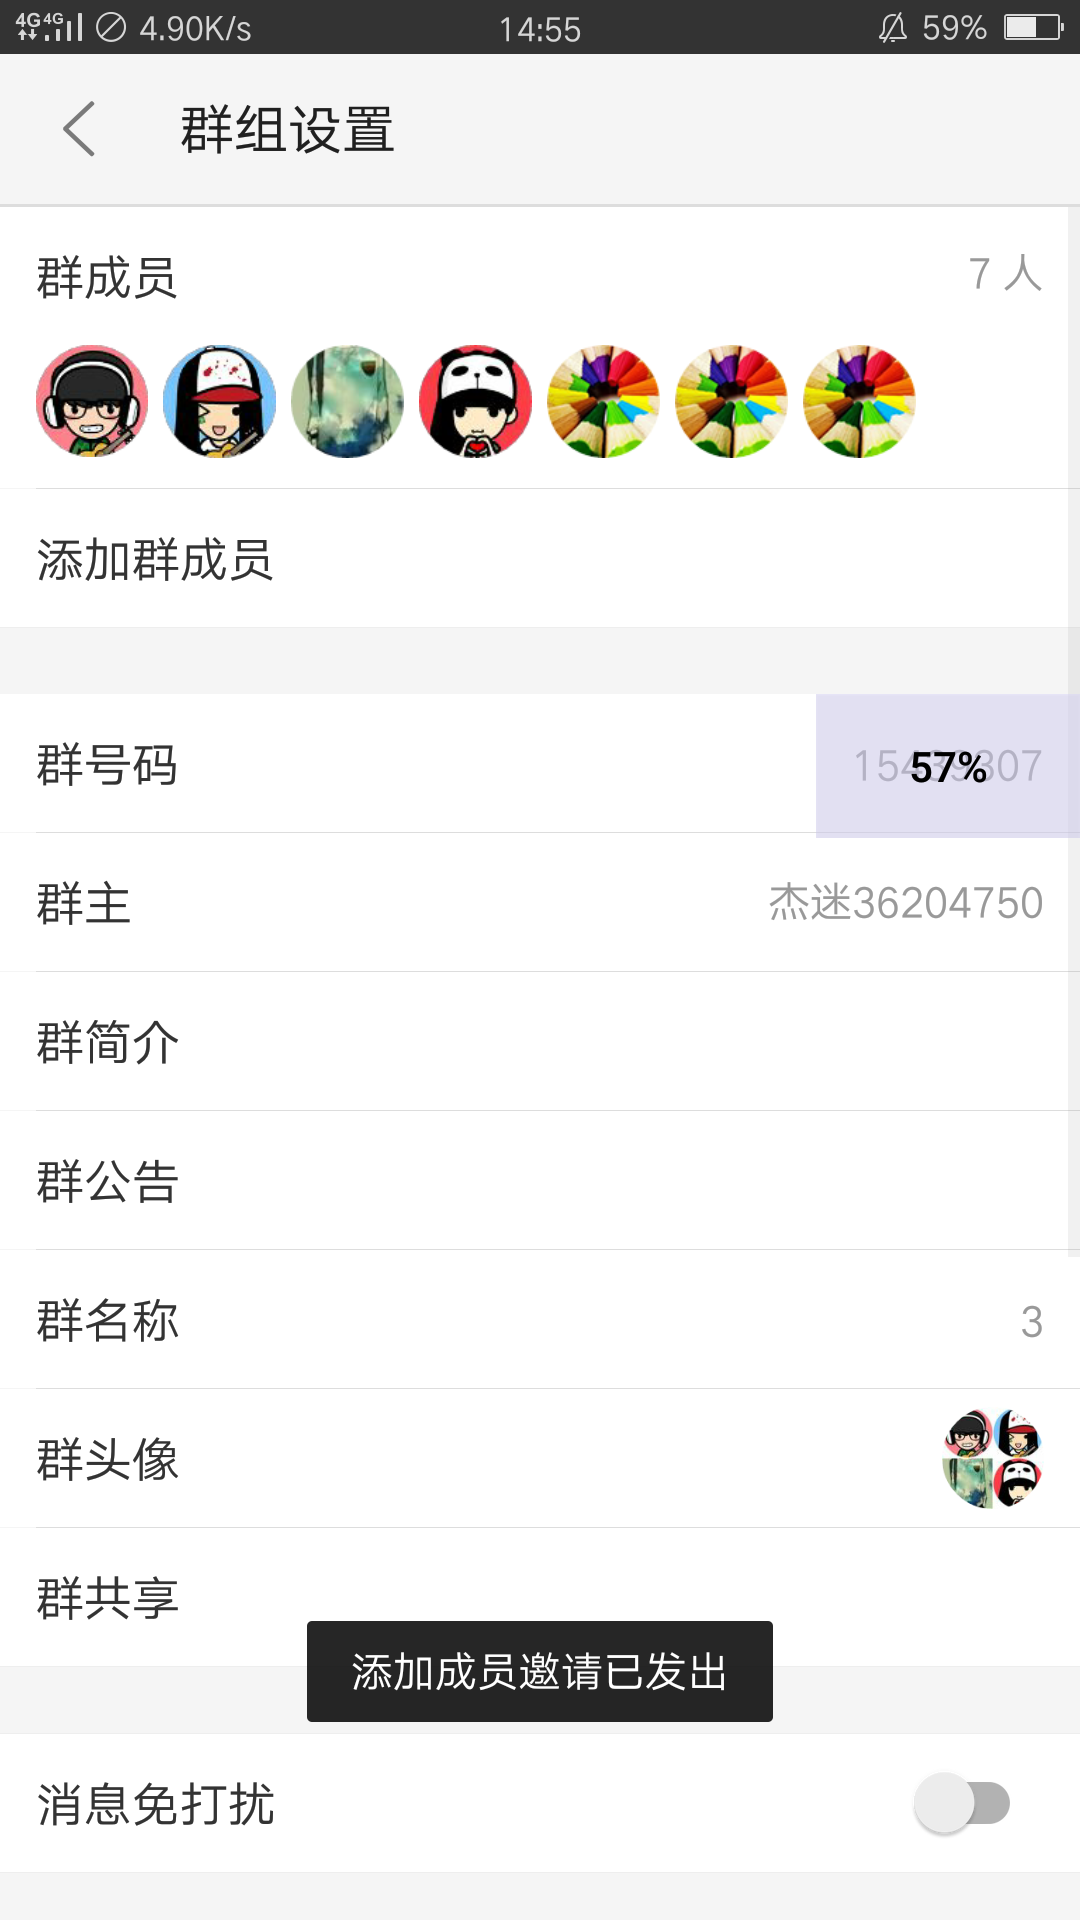 4G 4G 4.90K/s 14:55 59%
群组设置
群成员 7 人
添加群成员
群号码 15439307
57%
群主 杰迷36204750
群简介
群公告
群名称 3
群头像
群共享
添加成员邀请已发出
消息免打扰